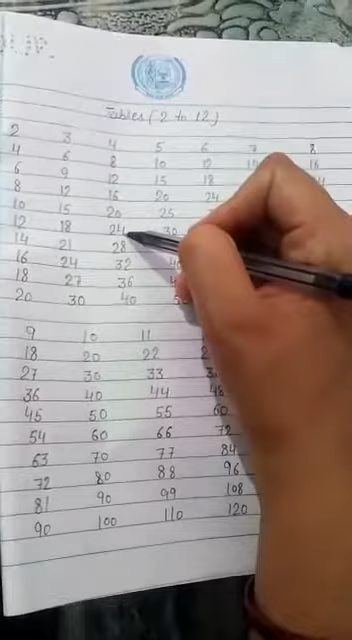 Tables (2 to 12)
2 3 4 5 6 7 8
4 6 8 10 12 16
6 9 12 15 18
8 12 16 20 24
10 15 20 25
12 18 24 30
14 21 28
16 24 32
18 27 36
20 30 40
9 10 11
18 20 22
27 30 33
36 40 44 48
45 50 55 60
54 60 66 72
63 70 77 84
72 80 88 96
81 90 99 108
90 100 110 120